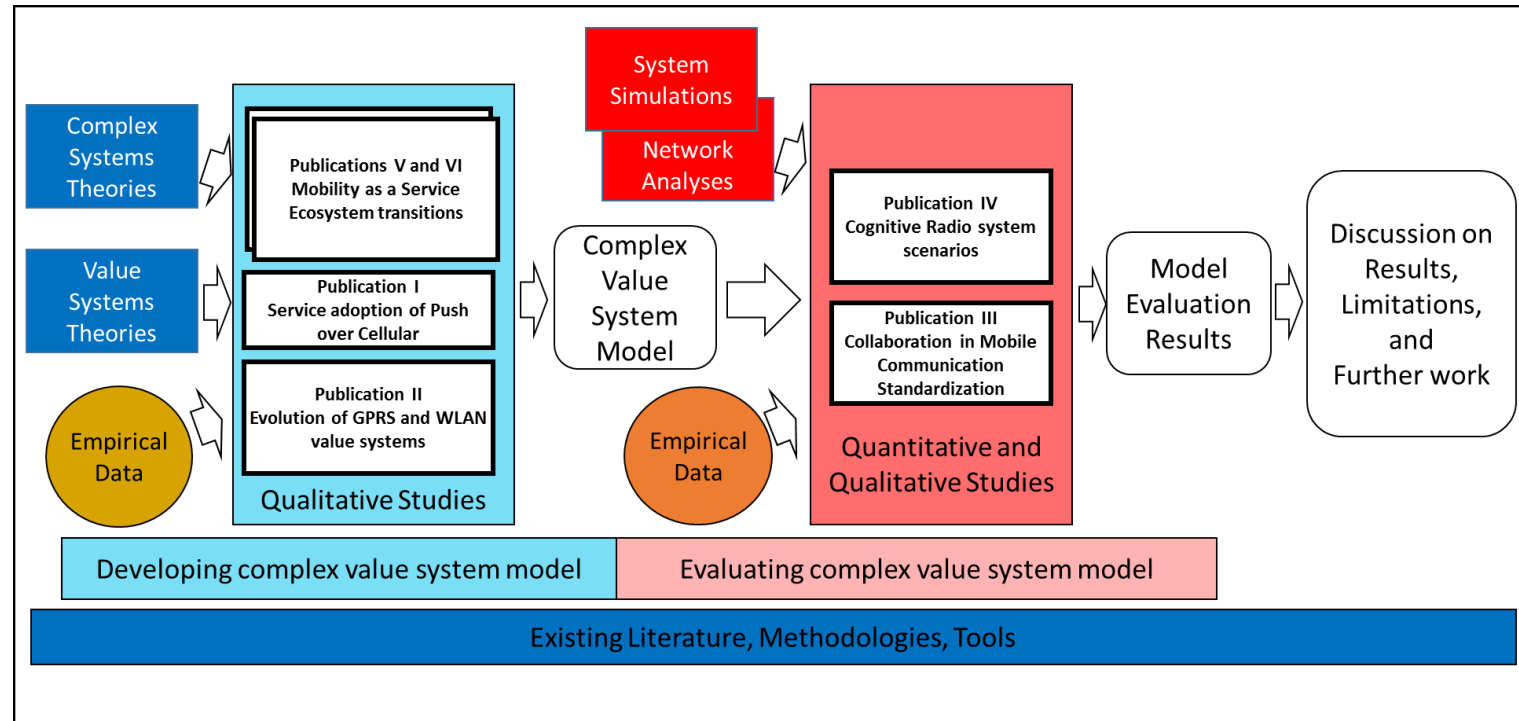 Complex
Systems
Theories
Value
Systems
Theories
Empirical
Data
Publications V and VI
Mobility as a Service
Ecosystem transitions
Publication I
Service adoption of Push
over Cellular
Publication II
Evolution of GPRS and WLAN
value systems
Qualitative Studies
Complex
Value
System
Model
System
Simulations
Network
Analyses
Empirical
Data
Publication IV
Cognitive Radio system
scenarios
Publication III
Collaboration in Mobile
Communication
Standardization
Quantitative and
Qualitative Studies
Model
Evaluation
Results
Discussion on
Results,
Limitations,
and
Further work
Developing complex value system model
Evaluating complex value system model
Existing Literature, Methodologies, Tools